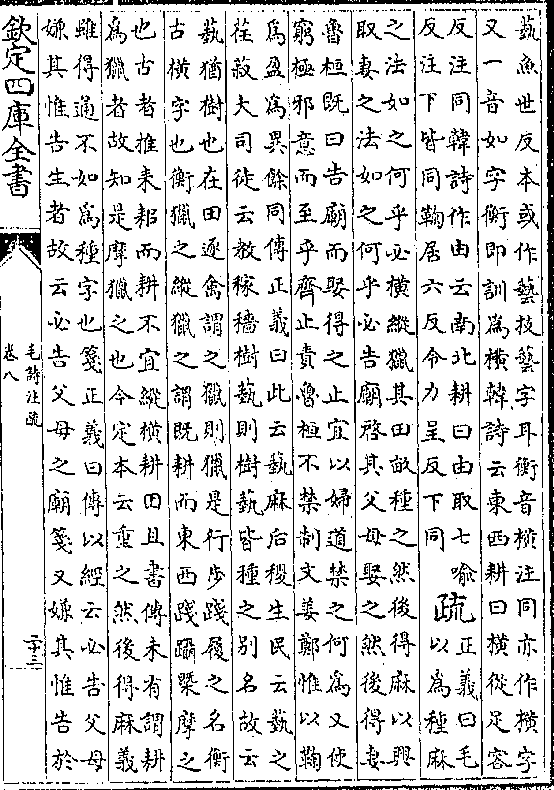 蓺魚世反本或作藝技藝字耳衡音横注同亦作横字
又一音如字衡即訓為横韓詩云東西耕曰横從足容
反注同韓詩作由云南北耕曰由取七喻
反注下皆同鞠居六反令力呈反下同
疏
正義曰毛
以為種麻
之法如之何乎必横縱獵其田畝種之然後得麻以興
取妻之法如之何乎必告廟啓其父母娶之然後得妻
魯桓既曰告廟而娶得之止宜以婦道禁之何為又使
窮極邪意而至乎齊止責魯桓不禁制文姜鄭惟以鞠
為盈為異餘同傳正義曰此云蓺麻后稷生民云蓺之
荏菽大司徒云教稼穡樹蓺則樹蓺皆種之别名故云
蓺猶樹也在田逐禽謂之獵則獵是行步踐履之名衡
古横字也衡獵之縱獵之謂既耕而東西踐躡槩摩之
也古者推耒耜而耕不宜縱横耕田且書傳未有謂耕
為獵者故知是摩獵之也今定本云重之然後得麻義
雖得通不如為種字也箋正義曰傳以經云必告父母
嫌其惟告生者故云必告父母之廟箋又嫌其惟告於
欽定四庫全書
毛詩注疏
卷八
二十三